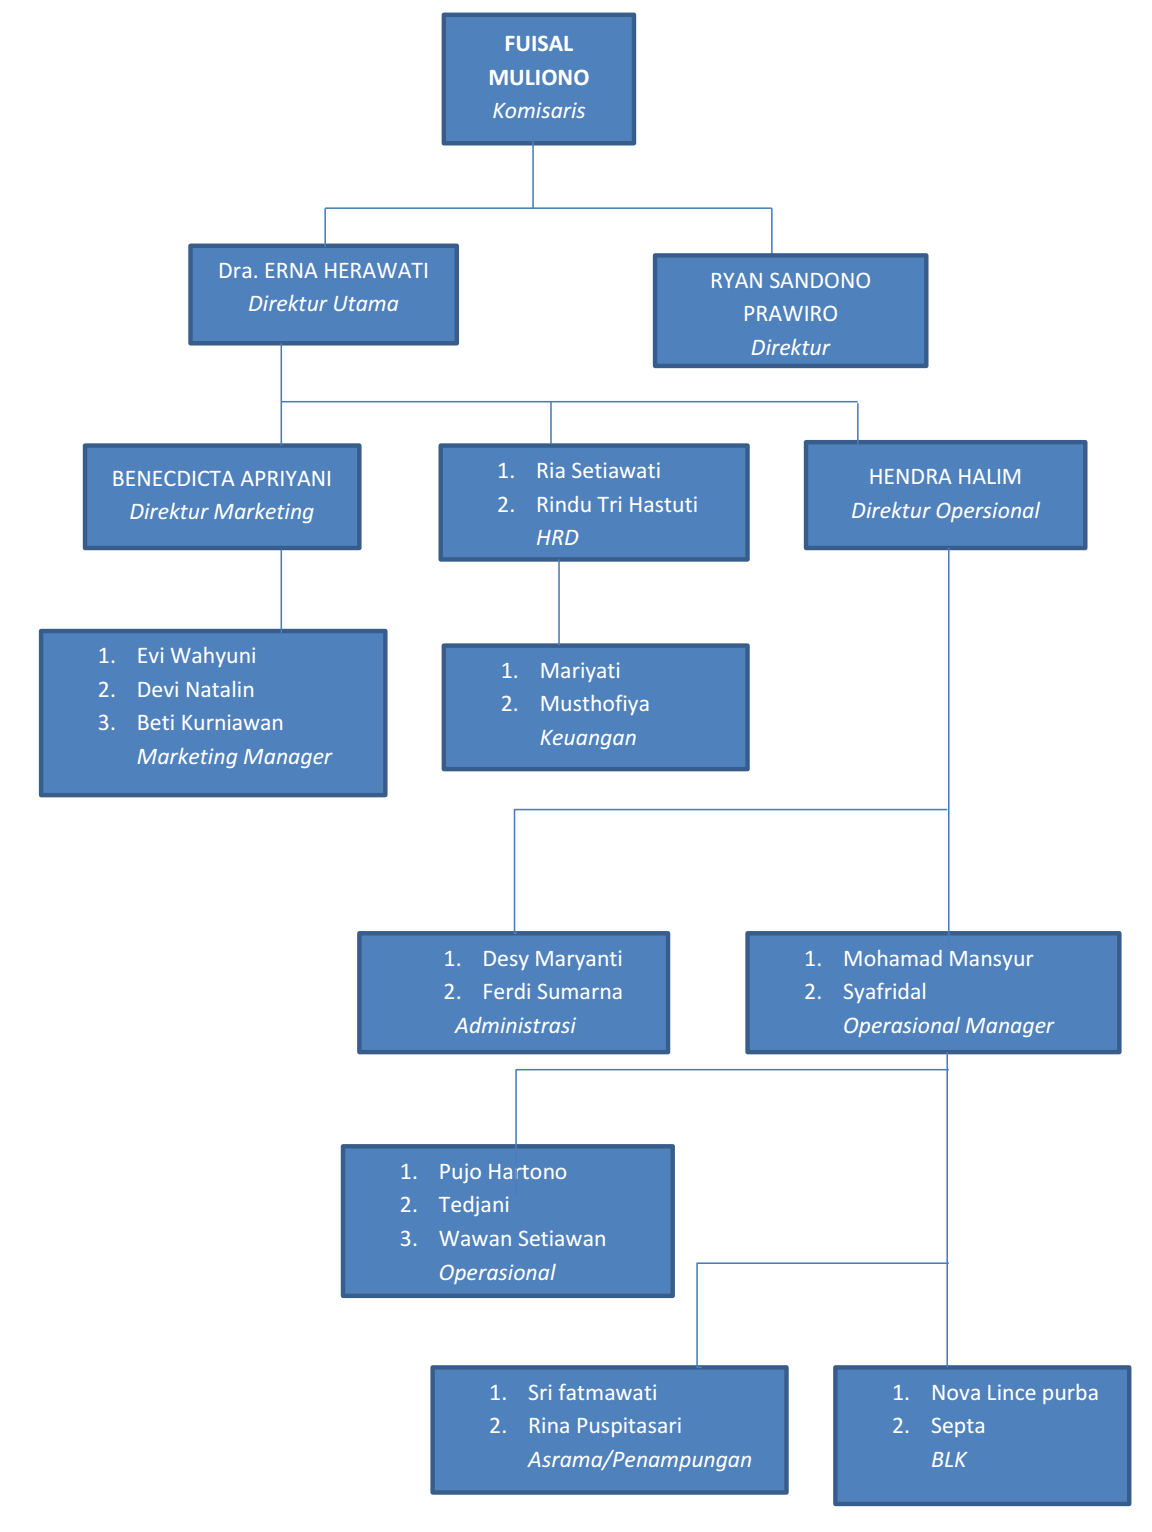 FUISAL
MULIONO
Komisaris
Dra. ERNA HERAWATI
Direktur Utama
RYAN SANDONO
PRAWIRO
Direktur
BENECDICTA APRIYANI
Direktur Marketing
1. Ria Setiawati
2. Rindu Tri Hastuti
HRD
HENDRA HALIM
Direktur Opersional
1. Evi Wahyuni
2. Devi Natalin
3. Beti Kurniawan
Marketing Manager
1. Mariyati
2. Musthofiya
Keuangan
1. Desy Maryanti
2. Ferdi Sumarna
Administrasi
1. Mohamad Mansyur
2. Syafridal
Operasional Manager
1. Pujo Hartono
2. Tedjani
3. Wawan Setiawan
Operasional
1. Sri fatmawati
2. Rina Puspitasari
Asrama/Penampungan
1. Nova Lince purba
2. Septa
BLK